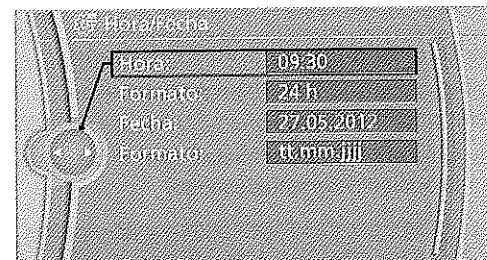 Hora/Fecha
Hora: 09:30
Formato: 24 h
Fecha: 27.05.2012
Formato: tt.mm.jjjj